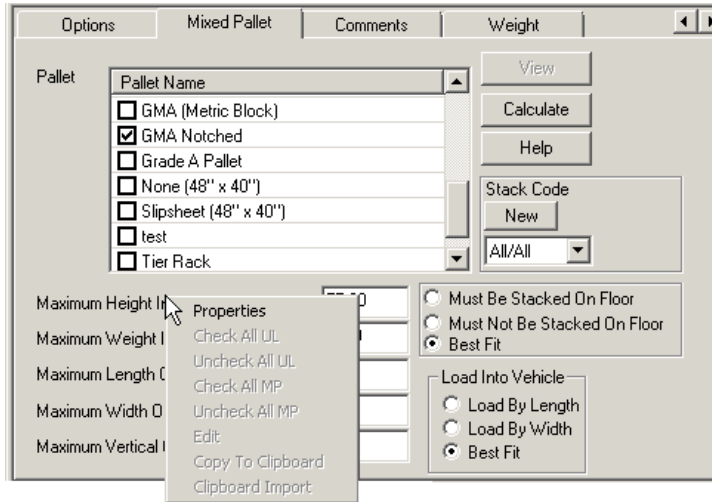 Options Mixed Pallet Comments Weight
Pallet
Pallet Name
GMA (Metric Block)
GMA Notched
Grade A Pallet
None (48" x 40")
Slipsheet (48" x 40")
test
Tier Rack
View
Calculate
Help
Stack Code
New
All/All
Maximum Height
Maximum Weight
Maximum Length
Maximum Width
Maximum Vertical
Properties
Check All UL
Uncheck All UL
Check All MP
Uncheck All MP
Edit
Copy To Clipboard
Clipboard Import
Must Be Stacked On Floor
Must Not Be Stacked On Floor
Best Fit
Load Into Vehicle
Load By Length
Load By Width
Best Fit